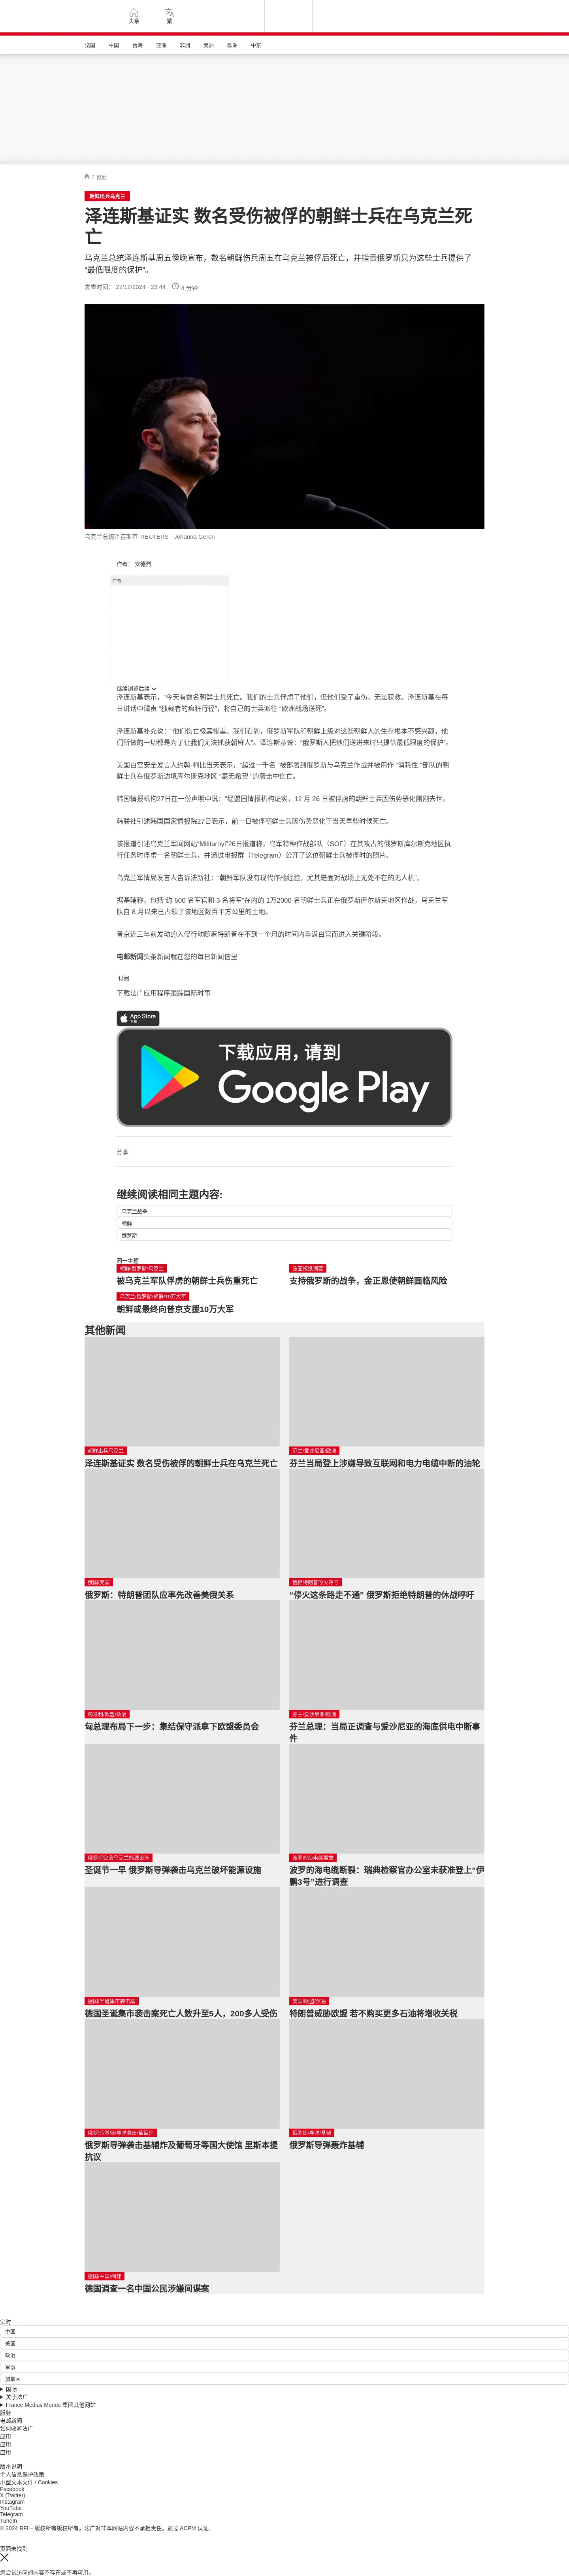 头条
繁
法国 中国 台海 亚洲 非洲 美洲 欧洲 中东
/ 欧洲
朝鲜出兵乌克兰
泽连斯基证实 数名受伤被俘的朝鲜士兵在乌克兰死
亡
乌克兰总统泽连斯基周五傍晚宣布，数名朝鲜伤兵周五在乌克兰被俘后死亡，并指责俄罗斯只为这些士兵提供了
“最低限度的保护”。
发表时间： 27/12/2024 - 23:44 4 分钟
乌克兰总统泽连斯基 REUTERS - Johanna Geron
作者： 安德烈
广告
继续浏览后续
泽连斯基表示，“今天有数名朝鲜士兵死亡。我们的士兵俘虏了他们，但他们受了重伤，无法获救。泽连斯基在每
日讲话中谴责 “独裁者的疯狂行径”，将自己的士兵派往 “欧洲战场送死”。
泽连斯基补充说：“他们伤亡极其惨重。我们看到，俄罗斯军队和朝鲜上级对这些朝鲜人的生存根本不感兴趣，他
们所做的一切都是为了让我们无法抓获朝鲜人”。泽连斯基说：“俄罗斯人把他们送进来时只提供最低限度的保护”。
美国白宫安全发言人约翰-柯比当天表示，“超过一千名 ”被部署到俄罗斯与乌克兰作战并被用作 “消耗性 ”部队的朝
鲜士兵在俄罗斯边境库尔斯克地区 “毫无希望 ”的袭击中伤亡。
韩国情报机构27日在一份声明中说：“经盟国情报机构证实，12 月 26 日被俘虏的朝鲜士兵因伤势恶化刚刚去世。
韩联社引述韩国国家情报院27日表示，前一日被俘朝鲜士兵因伤势恶化于当天早些时候死亡。
该报道引述乌克兰军闻网站“Militarnyi”26日报道称，乌军特种作战部队（SOF）在其攻占的俄罗斯库尔斯克地区执
行任务时俘虏一名朝鲜士兵，并通过电报群（Telegram）公开了这位朝鲜士兵被俘时的照片。
乌克兰军情局发言人告诉法新社：“朝鲜军队没有现代作战经验，尤其是面对战场上无处不在的无人机”。
据基辅称，包括“约 500 名军官和 3 名将军”在内的 1万2000 名朝鲜士兵正在俄罗斯库尔斯克地区作战，乌克兰军
队自 8 月以来已占领了该地区数百平方公里的土地。
普京近三年前发动的入侵行动随着特朗普在不到一个月的时间内重返白宫而进入关键阶段。
电邮新闻头条新闻就在您的每日新闻信里
订阅
下载法广应用程序跟踪国际时事
App Store
下载
下载应用，请到
Google Play
分享 :
继续阅读相同主题内容:
乌克兰战争
朝鲜
俄罗斯
同一主题
朝鲜/俄罗斯/乌克兰
被乌克兰军队俘虏的朝鲜士兵伤重死亡
法国报纸摘要
支持俄罗斯的战争，金正恩使朝鲜面临风险
乌克兰/俄罗斯/朝鲜/10万大军
朝鲜或最终向普京支援10万大军
其他新闻
朝鲜出兵乌克兰
泽连斯基证实 数名受伤被俘的朝鲜士兵在乌克兰死亡
芬兰/爱沙尼亚/欧洲
芬兰当局登上涉嫌导致互联网和电力电缆中断的油轮
俄国/美国
俄罗斯：特朗普团队应率先改善美俄关系
俄拒特朗普停火呼吁
“停火这条路走不通” 俄罗斯拒绝特朗普的休战呼吁
匈牙利/欧盟/政治
匈总理布局下一步：集结保守派拿下欧盟委员会
芬兰/爱沙尼亚/欧洲
芬兰总理：当局正调查与爱沙尼亚的海底供电中断事
件
俄罗斯空袭乌克兰能源设施
圣诞节一早 俄罗斯导弹袭击乌克兰破坏能源设施
波罗的海电缆事故
波罗的海电缆断裂：瑞典检察官办公室未获准登上“伊
鹏3号”进行调查
德国/圣诞集市袭击案
德国圣诞集市袭击案死亡人数升至5人，200多人受伤
美国/欧盟/贸易
特朗普威胁欧盟 若不购买更多石油将增收关税
俄罗斯/基辅/导弹袭击/葡萄牙
俄罗斯导弹袭击基辅炸及葡萄牙等国大使馆 里斯本提
抗议
俄罗斯/导弹/基辅
俄罗斯导弹轰炸基辅
德国/中国/间谍
德国调查一名中国公民涉嫌间谍案
实时
中国
美国
政治
军事
加拿大
国际
关于法广
France Médias Monde 集团其他网站
服务
电邮新闻
如何收听法广
应用
应用
应用
版本说明
个人信息保护政策
小型文本文件 / Cookies
Facebook
X (Twitter)
Instagram
YouTube
Telegram
TuneIn
© 2024 RFI – 版权所有版权所有。法广对非本网站内容不承担责任。通过 ACPM 认证。
页面未找到
您尝试访问的内容不存在或不再可用。